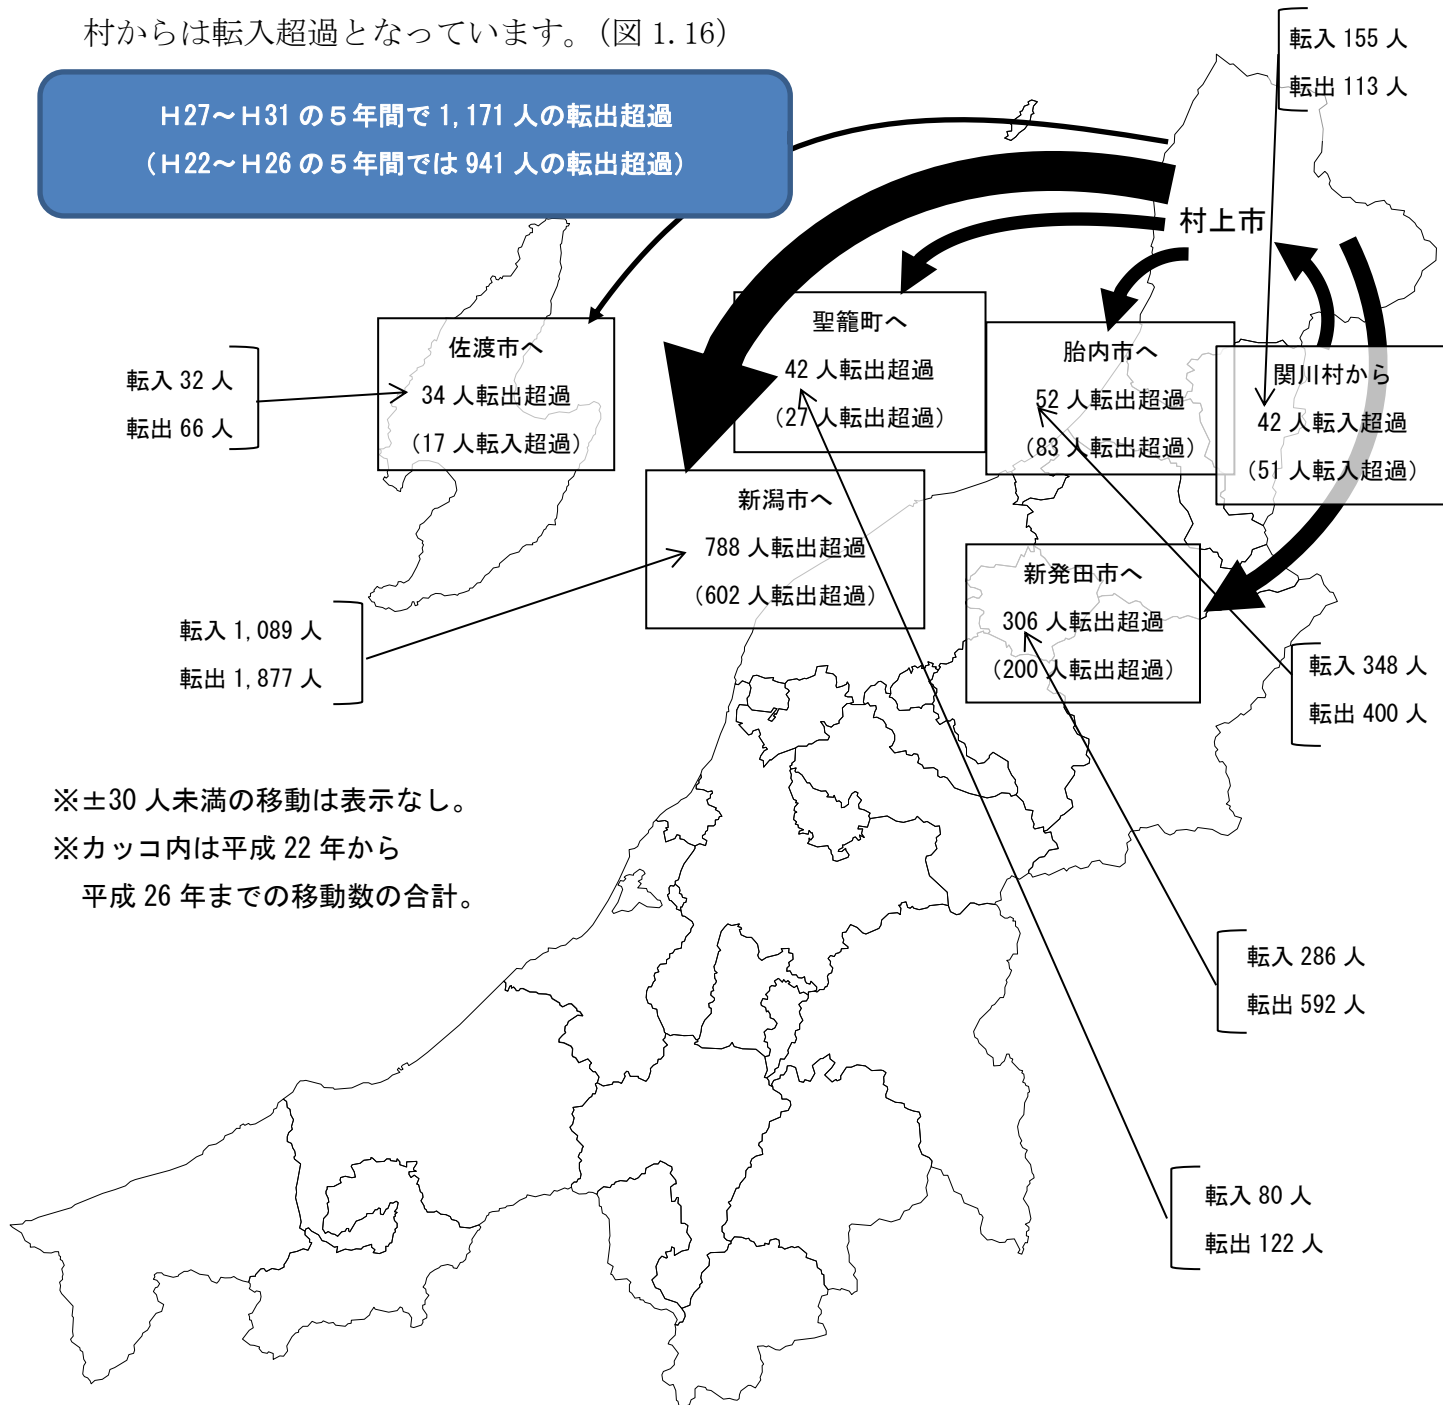 村からは転入超過となっています。（図 1.16）
H27～H31 の５年間で 1,171 人の転出超過
（H22～H26 の５年間では 941 人の転出超過）
転入 155 人
転出 113 人
村上市
佐渡市へ
34 人転出超過
（17 人転入超過）
転入 32 人
転出 66 人
聖籠町へ
42 人転出超過
（27 人転出超過）
胎内市へ
52 人転出超過
（83 人転出超過）
関川村から
42 人転入超過
（51 人転入超過）
新潟市へ
788 人転出超過
（602 人転出超過）
転入 1,089 人
転出 1,877 人
新発田市へ
306 人転出超過
（200 人転出超過）
転入 348 人
転出 400 人
※±30 人未満の移動は表示なし。
※カッコ内は平成 22 年から
平成 26 年までの移動数の合計。
転入 286 人
転出 592 人
転入 80 人
転出 122 人